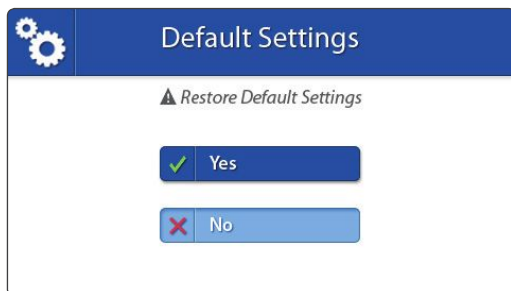 Default Settings
Restore Default Settings
Yes
No